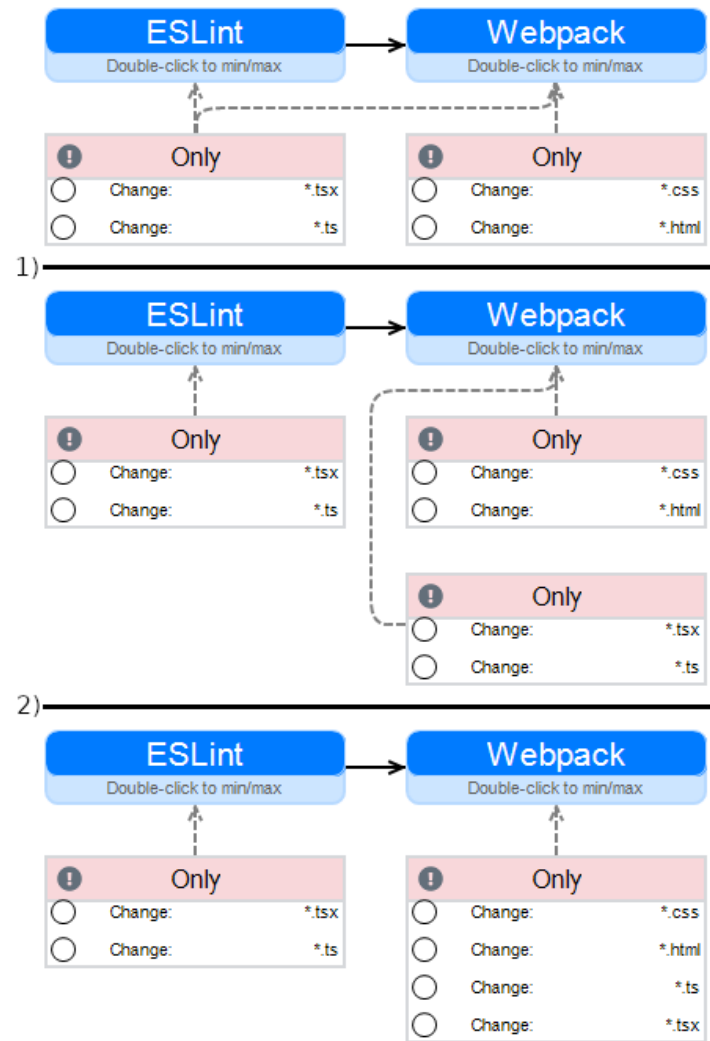 ESLint Webpack
Double-click to min/max Double-click to min/max
! Only ! Only
Change: *.tsx Change: *.css
Change: *.ts Change: *.html
1)
ESLint Webpack
Double-click to min/max Double-click to min/max
! Only ! Only
Change: *.tsx Change: *.css
Change: *.ts Change: *.html
! Only
Change: *.tsx
Change: *.ts
2)
ESLint Webpack
Double-click to min/max Double-click to min/max
! Only ! Only
Change: *.tsx Change: *.css
Change: *.ts Change: *.html
Change: *.ts
Change: *.tsx